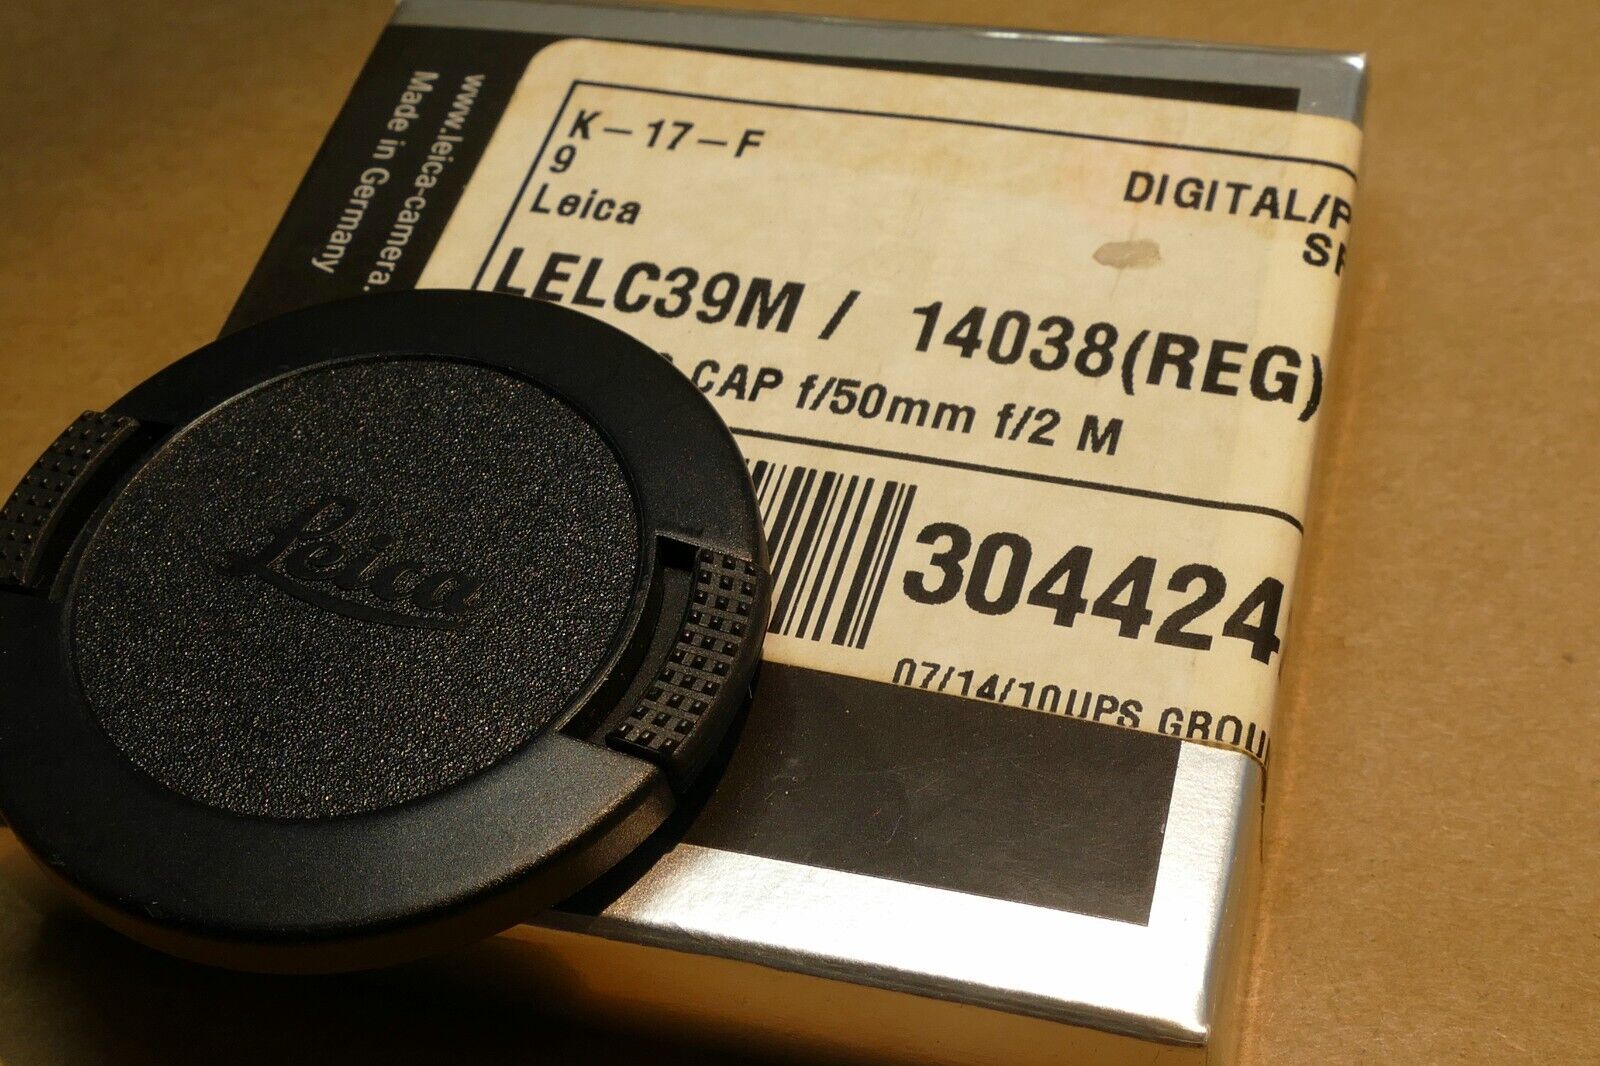 www.leica-camera.
Made in Germany
K-17-F
9
DIGITAL/
Leica
LELC39M / 14038(REG)
CAP f/50mm f/2 M
304424
07/14/10UPS GROU
Leica